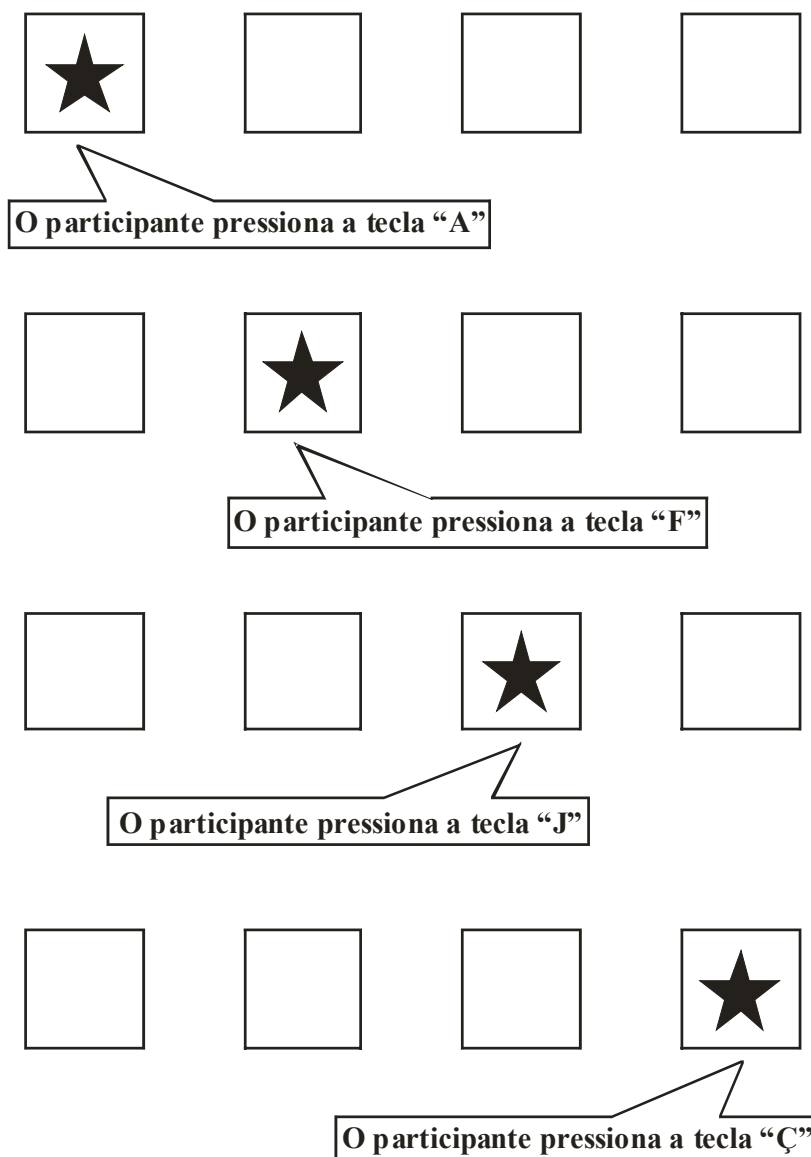 O participante pressiona a tecla “A”
O participante pressiona a tecla “F”
O participante pressiona a tecla “J”
O participante pressiona a tecla “Ç”